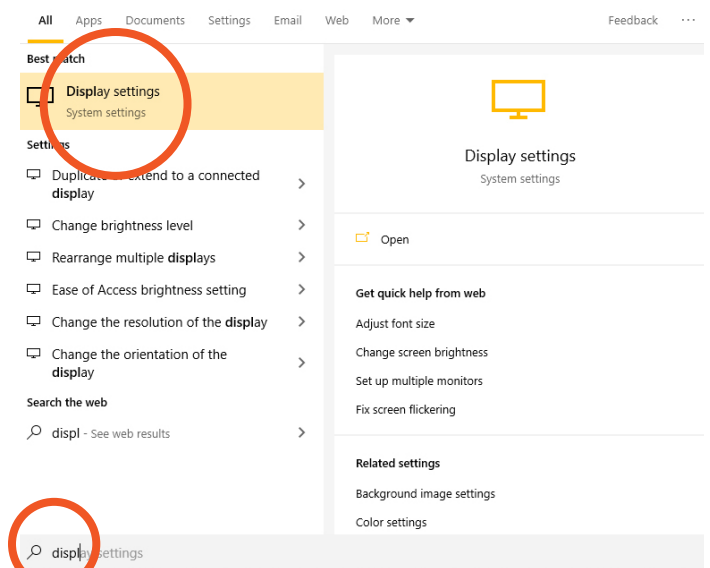 All Apps Documents Settings Email Web More Feedback ...
Best match
Display settings
System settings
Settings
Duplicate or extend to a connected
display
Change brightness level
Rearrange multiple displays
Ease of Access brightness setting
Change the resolution of the display
Change the orientation of the
display
Search the web
displ - See web results
Display settings
System settings
Open
Get quick help from web
Adjust font size
Change screen brightness
Set up multiple monitors
Fix screen flickering
Related settings
Background image settings
Color settings
display settings